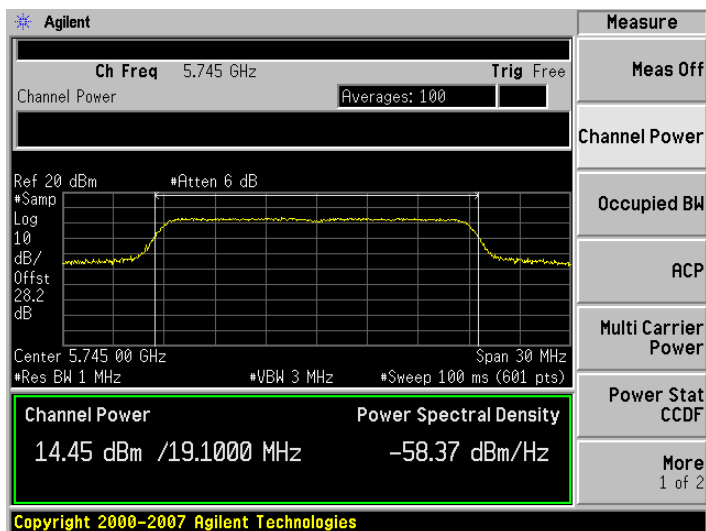 Agilent
Measure
Ch Freq 5.745 GHz Trig Free
Channel Power Averages: 100
Meas Off
Channel Power
Occupied BW
ACP
Multi Carrier
Power
Power Stat
CCDF
More
1 of 2
Ref 20 dBm #Atten 6 dB
#Samp
Log
10
dB/
Offst
28.2
dB
Center 5.745 00 GHz Span 30 MHz
#Res BW 1 MHz #VBW 3 MHz #Sweep 100 ms (601 pts)
Channel Power Power Spectral Density
14.45 dBm /19.1000 MHz -58.37 dBm/Hz
Copyright 2000-2007 Agilent Technologies